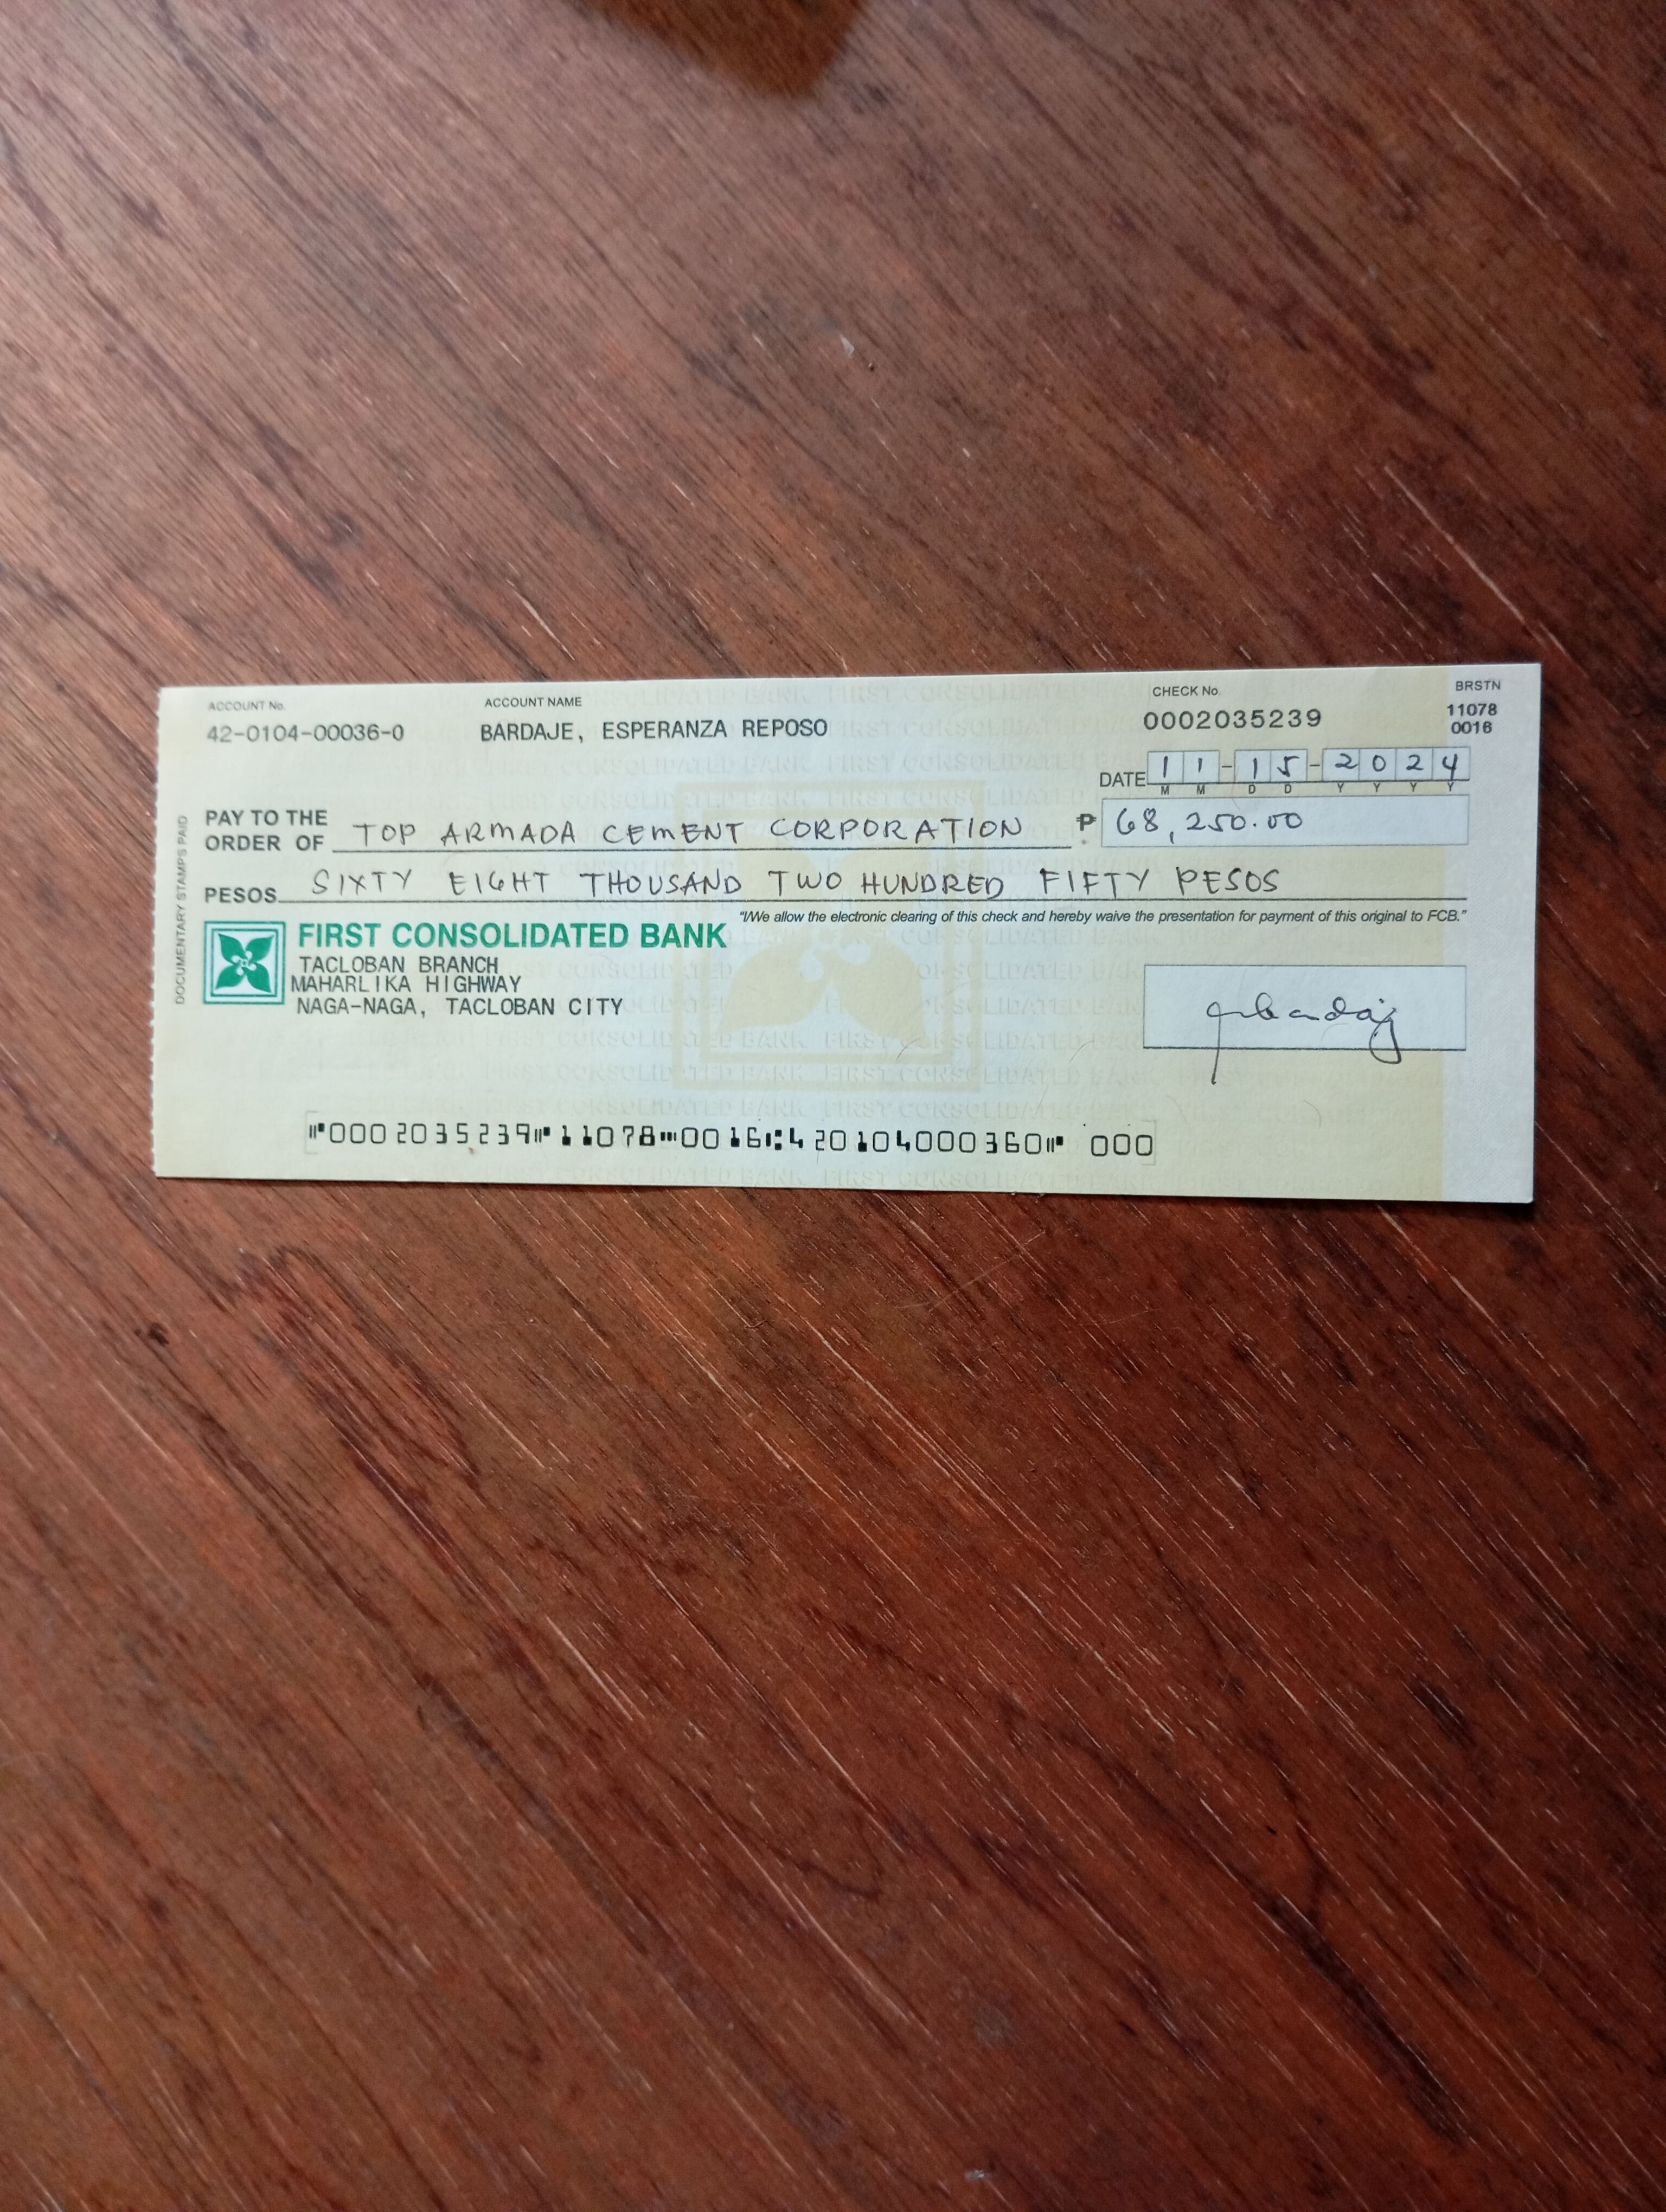 ACCOUNT No. ACCOUNT NAME CHECK No. BRSTN
42-0104-00036-0 BARDAJE, ESPERANZA REPOSO 0002035239 11078
0016
DATE 11-15-2024
M M D D Y Y Y Y
PAY TO THE
ORDER OF TOP ARMADA CEMENT CORPORATION ₱ 68,250.00
PESOS SIXTY EIGHT THOUSAND TWO HUNDRED FIFTY PESOS
"I/We allow the electronic clearing of this check and hereby waive the presentation for payment of this original to FCB."
DOCUMENTARY STAMPS PAID
FIRST CONSOLIDATED BANK
TACLOBAN BRANCH
MAHARLIKA HIGHWAY
NAGA-NAGA, TACLOBAN CITY
⑈0002035239⑈11078⑉0016⑆420104000360⑈ 000